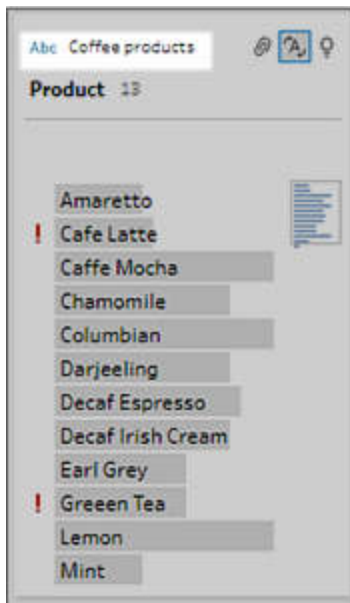 Abc Coffee products
Product 13
Amaretto
! Cafe Latte
Caffe Mocha
Chamomile
Columbian
Darjeeling
Decaf Espresso
Decaf Irish Cream
Earl Grey
! Greeen Tea
Lemon
Mint